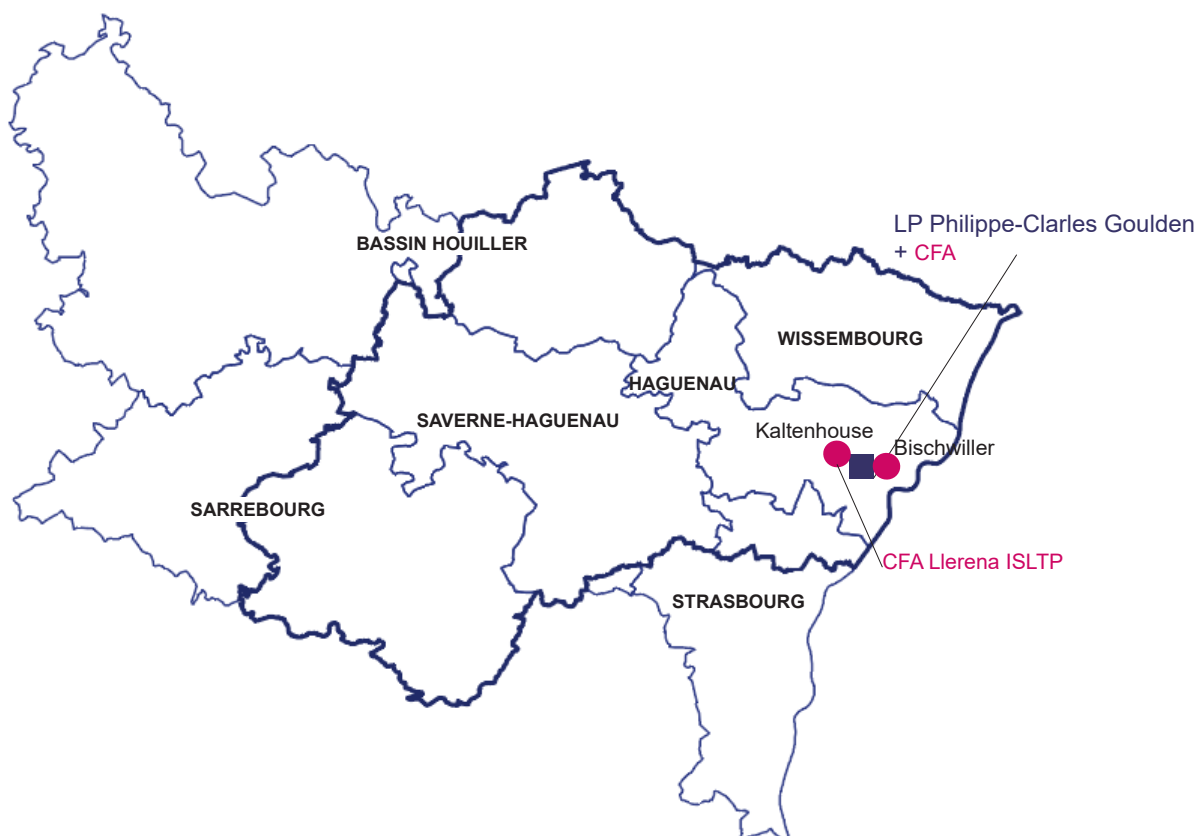 LP Philippe-Clarles Goulden
+ CFA
BASSIN HOUILLER
WISSEMBOURG
HAGUENAU
SAVERNE-HAGUENAU
Kaltenhouse
Bischwiller
SARREBOURG
CFA Llerena ISLTP
STRASBOURG